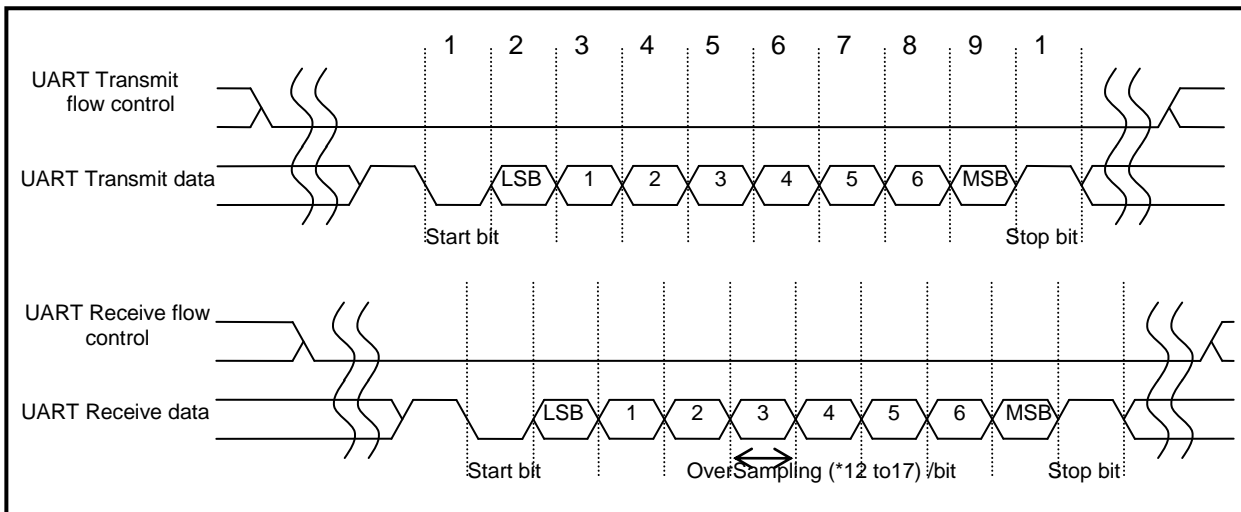 1 2 3 4 5 6 7 8 9 1
UART Transmit
flow control
UART Transmit data
LSB 1 2 3 4 5 6 MSB
Start bit
Stop bit
UART Receive flow
control
UART Receive data
LSB 1 2 3 4 5 6 MSB
Start bit
OverSampling (*12 to17) /bit
Stop bit